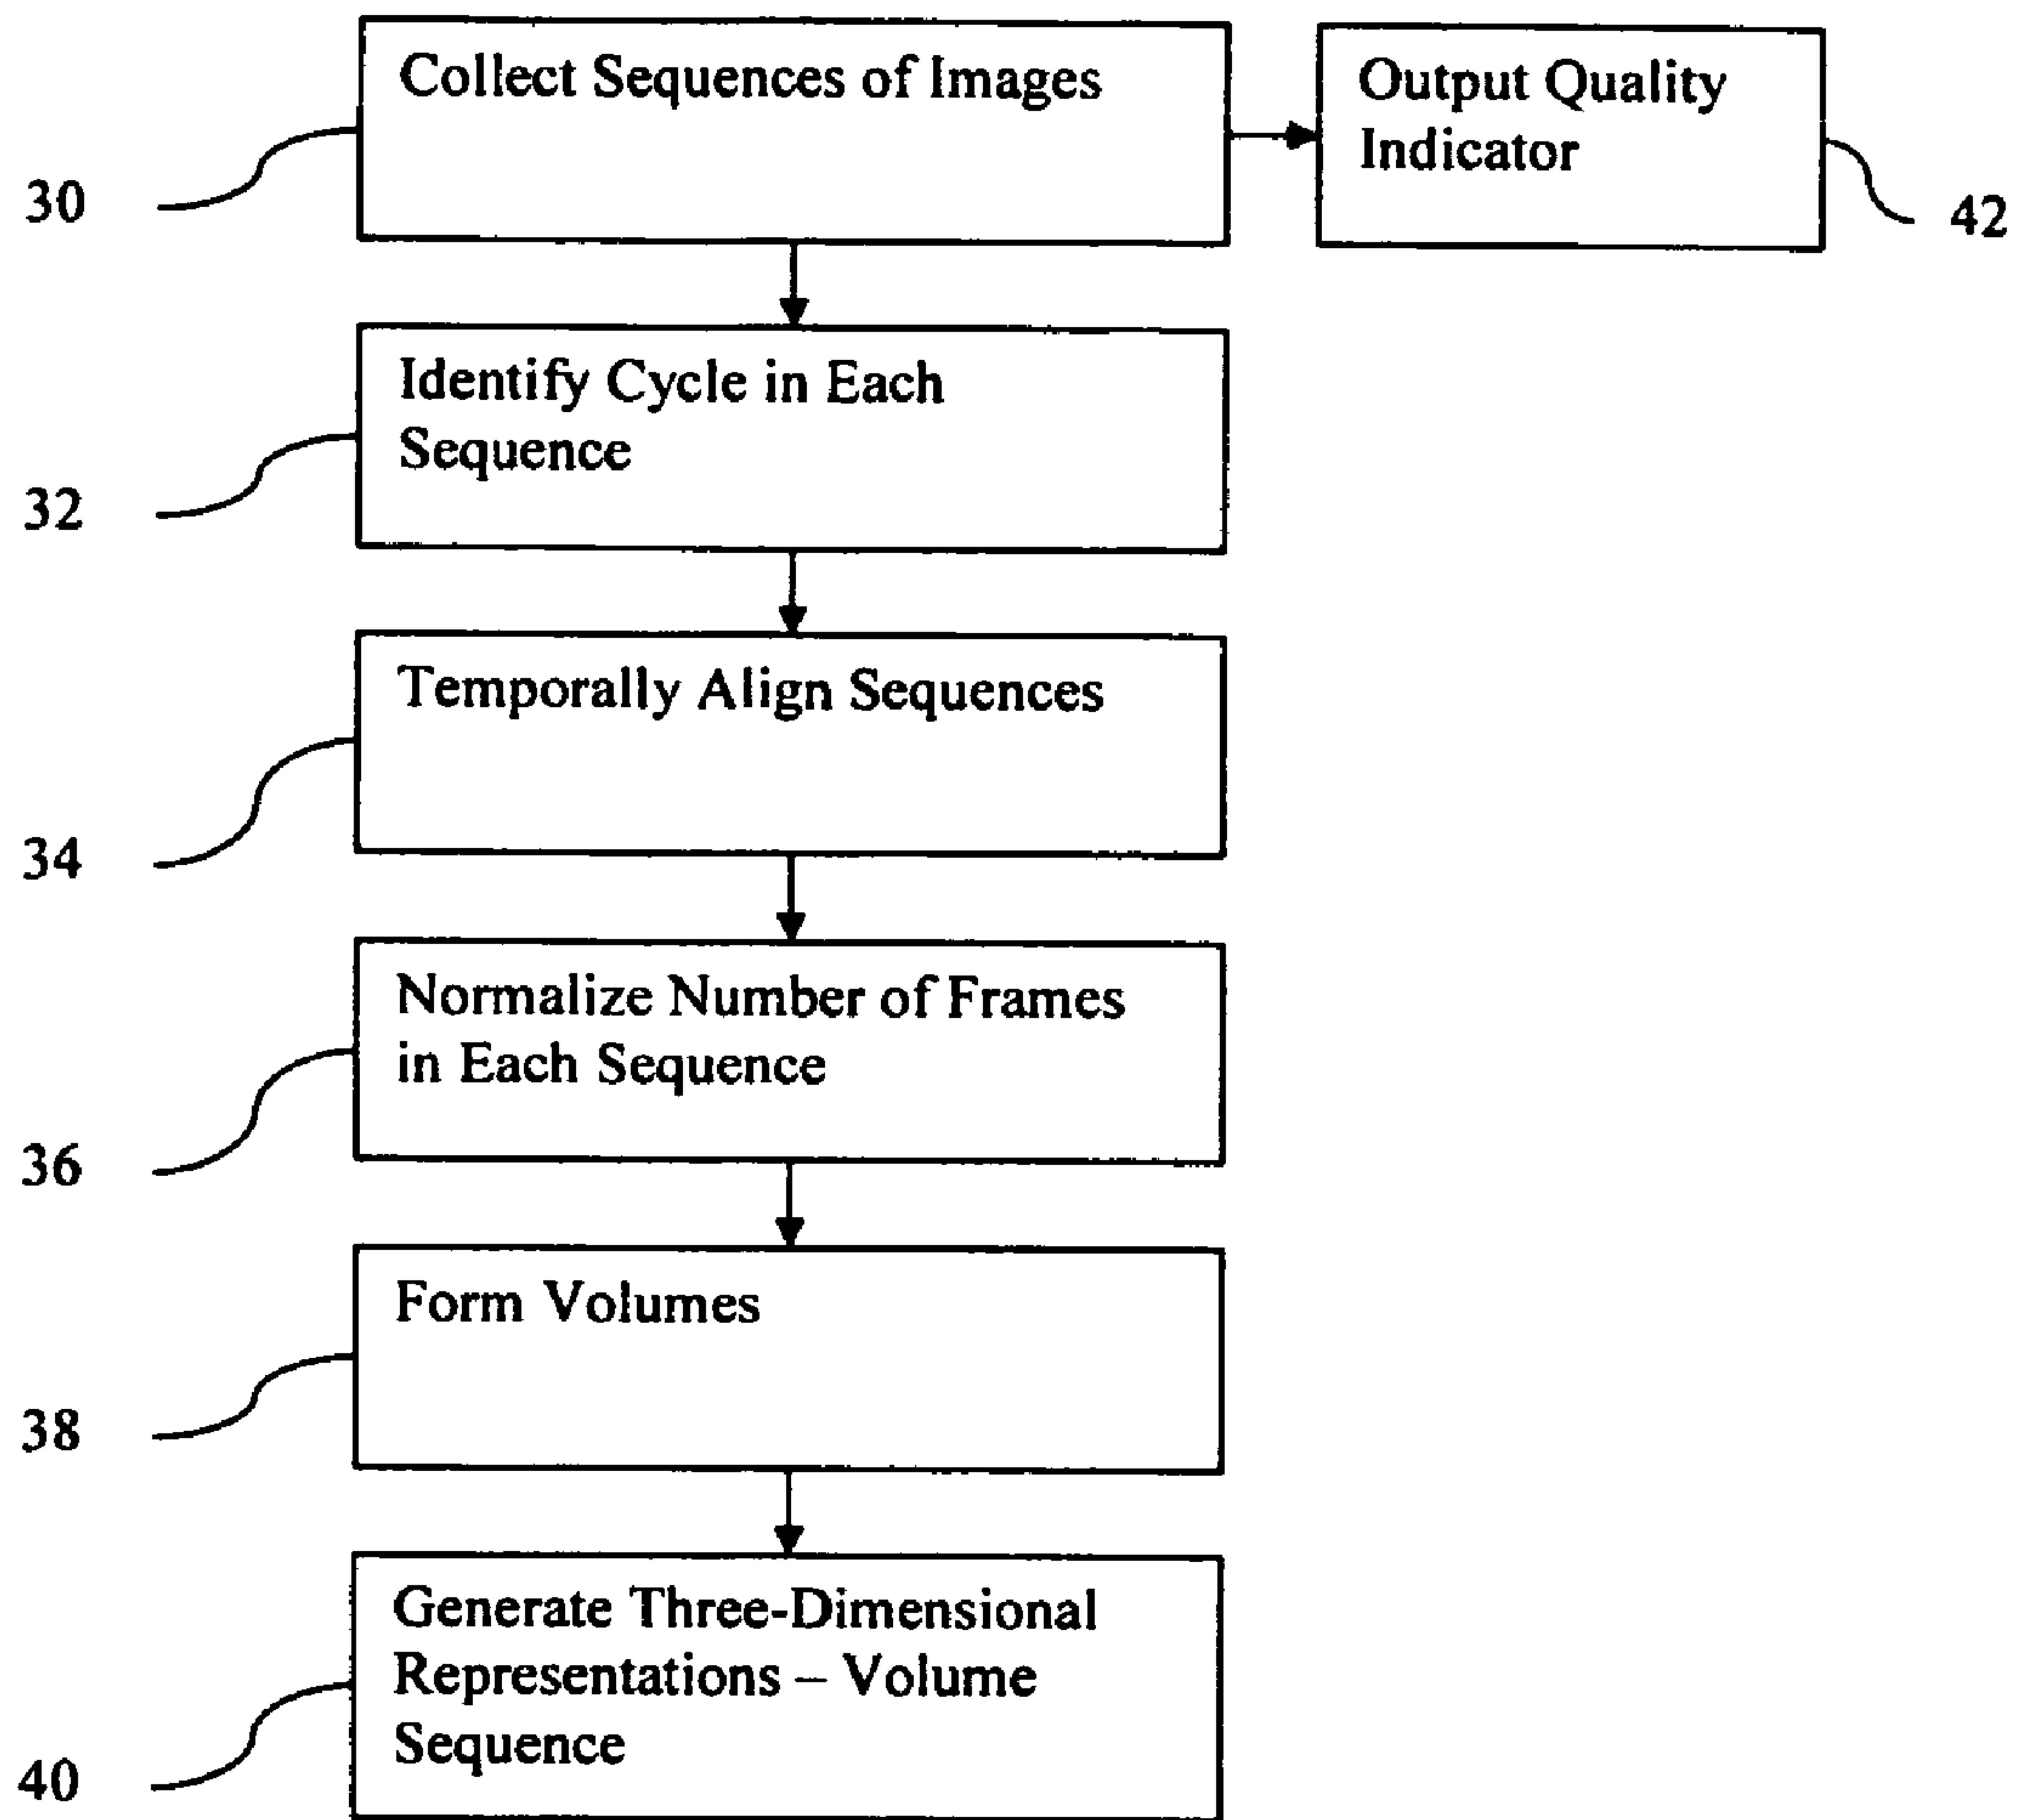 Collect Sequences of Images
Output Quality
Indicator
30
42
Identify Cycle in Each
Sequence
32
Temporally Align Sequences
34
Normalize Number of Frames
in Each Sequence
36
Form Volumes
38
Generate Three-Dimensional
Representations – Volume
Sequence
40